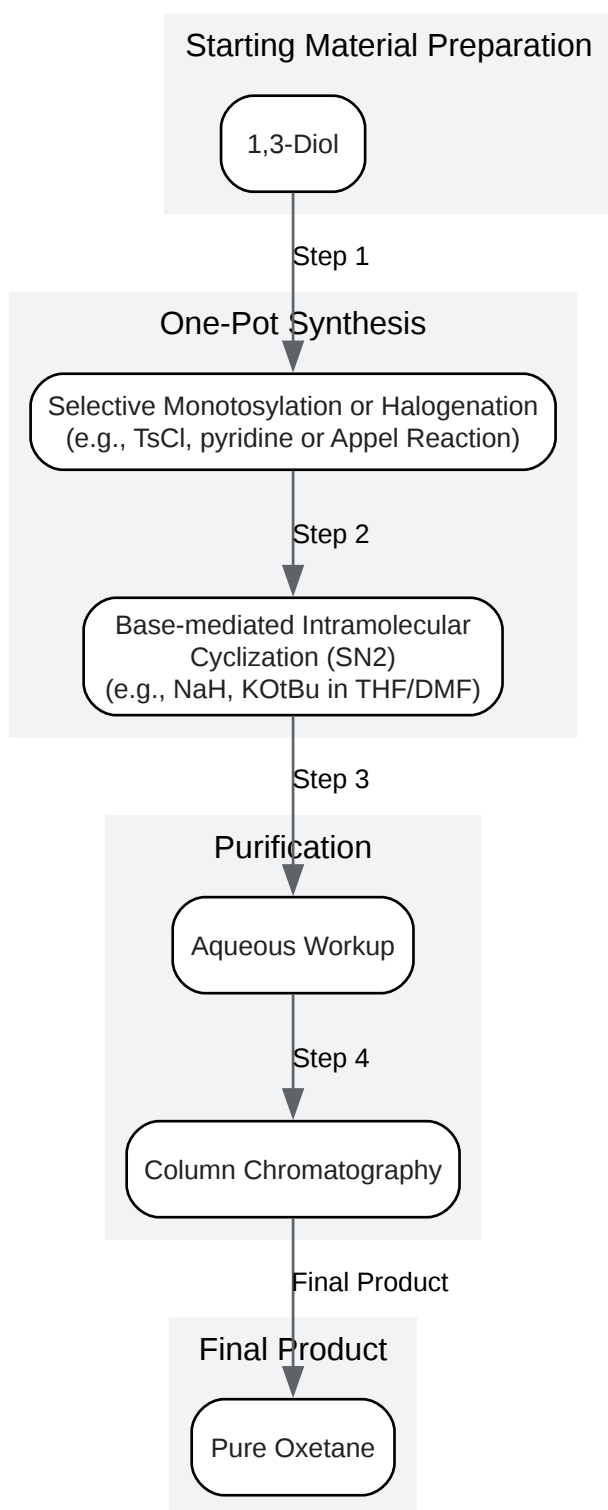 Starting Material Preparation
1,3-Diol
Step 1
One-Pot Synthesis
Selective Monotosylation or Halogenation
(e.g., TsCl, pyridine or Appel Reaction)
Step 2
Base-mediated Intramolecular
Cyclization (SN2)
(e.g., NaH, KOtBu in THF/DMF)
Step 3
Purification
Aqueous Workup
Step 4
Column Chromatography
Final Product
Final Product
Pure Oxetane